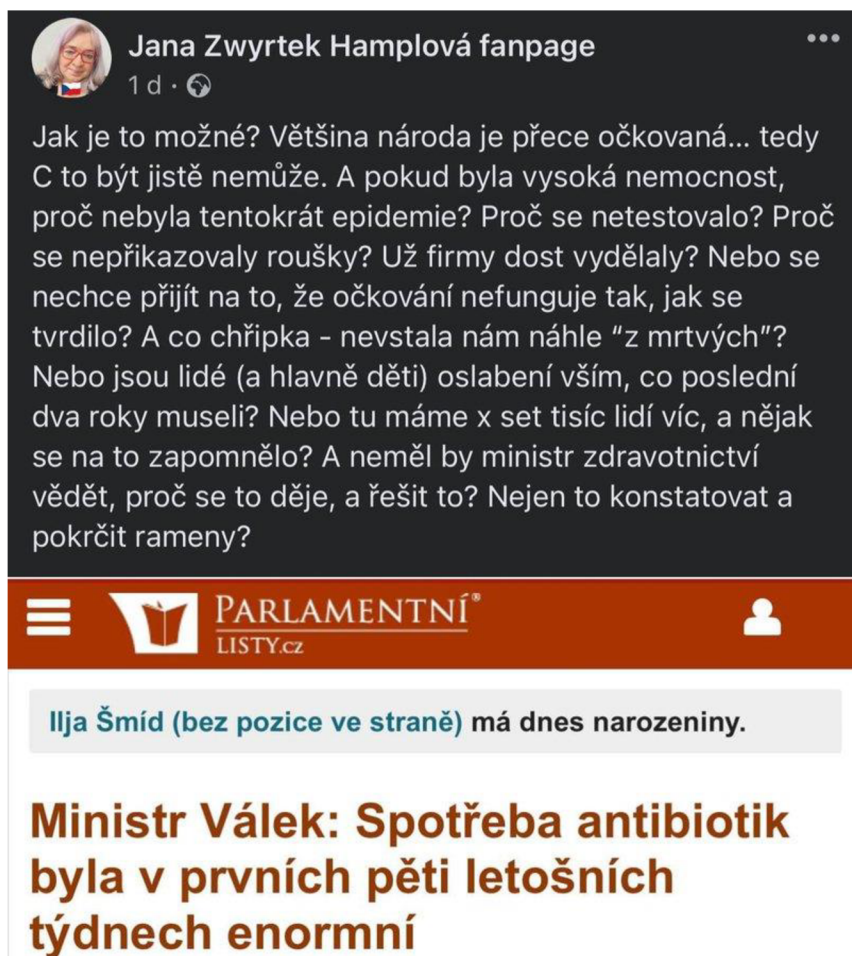 Jana Zwyrtek Hamplová fanpage
1 d ·
Jak je to možné? Většina národa je přece očkovaná... tedy
C to být jistě nemůže. A pokud byla vysoká nemocnost,
proč nebyla tentokrát epidemie? Proč se netestovalo? Proč
se nepřikazovaly roušky? Už firmy dost vydělaly? Nebo se
nechce přijít na to, že očkování nefunguje tak, jak se
tvrdilo? A co chřipka - nevstala nám náhle “z mrtvých”?
Nebo jsou lidé (a hlavně děti) oslabení vším, co poslední
dva roky museli? Nebo tu máme x set tisíc lidí víc, a nějak
se na to zapomnělo? A neměl by ministr zdravotnictví
vědět, proč se to děje, a řešit to? Nejen to konstatovat a
pokrčit rameny?
PARLAMENTNÍ®
LISTY.cz
Ilja Šmíd (bez pozice ve straně) má dnes narozeniny.
Ministr Válek: Spotřeba antibiotik
byla v prvních pěti letošních
týdnech enormní